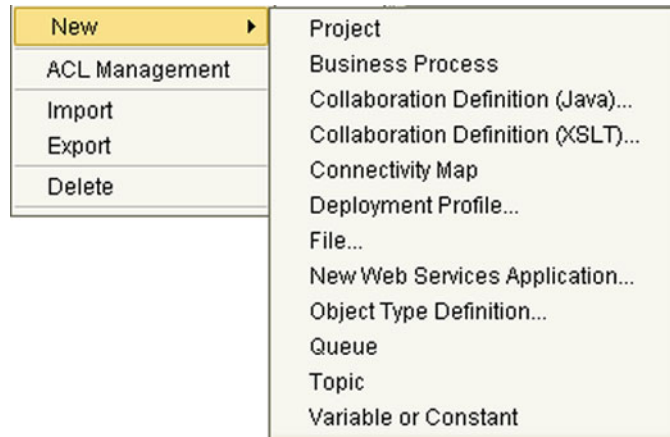 New
ACL Management
Import
Export
Delete
Project
Business Process
Collaboration Definition (Java)...
Collaboration Definition (XSLT)...
Connectivity Map
Deployment Profile...
File...
New Web Services Application...
Object Type Definition...
Queue
Topic
Variable or Constant